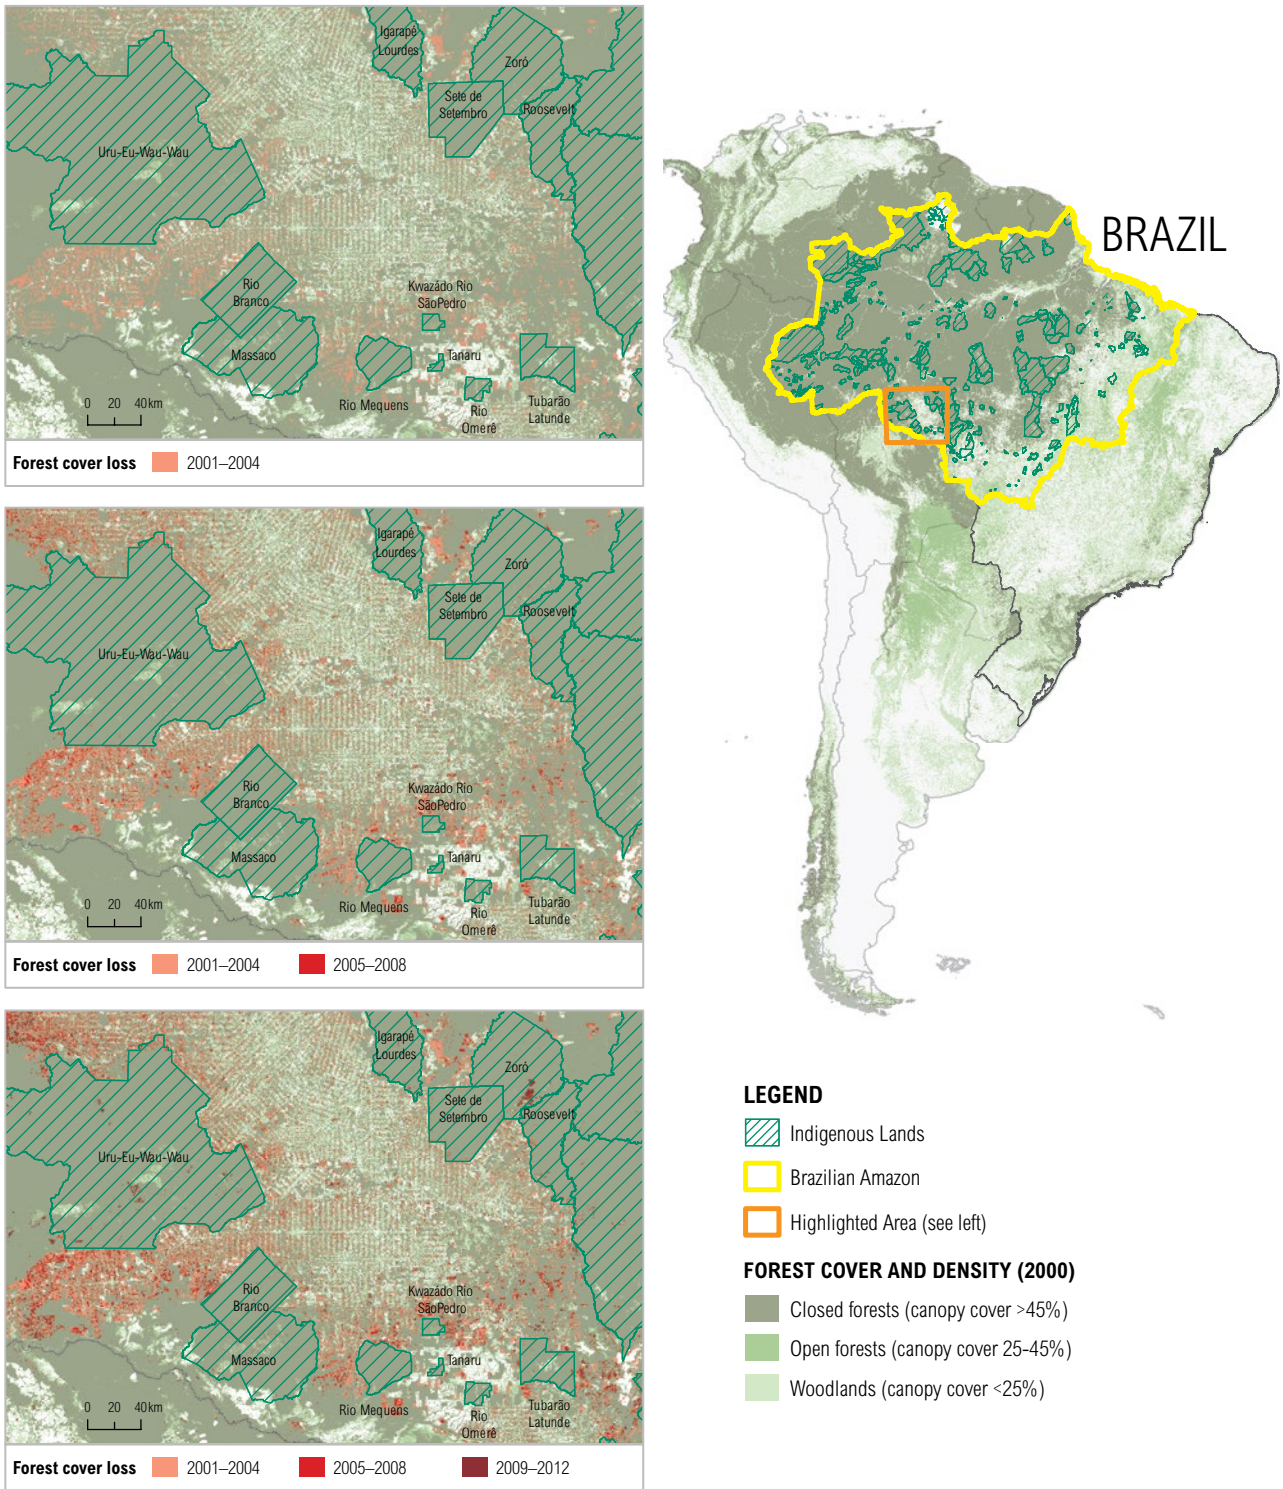 Igarapé
Lourdes
Zoró
Sete de
Setembro
Roosevelt
Uru-Eu-Wau-Wau
Rio
Branco
Kwazádo Rio
SãoPedro
Massaco
Tanaru
Rio Mequens
Rio
Omerê
Tubarão
Latunde
0 20 40km
Forest cover loss 2001–2004
Igarapé
Lourdes
Zoró
Sete de
Setembro
Roosevelt
Uru-Eu-Wau-Wau
Rio
Branco
Kwazádo Rio
SãoPedro
Massaco
Tanaru
Rio Mequens
Rio
Omerê
Tubarão
Latunde
0 20 40km
Forest cover loss 2001–2004 2005–2008
Igarapé
Lourdes
Zoró
Sete de
Setembro
Roosevelt
Uru-Eu-Wau-Wau
Rio
Branco
Kwazádo Rio
SãoPedro
Massaco
Tanaru
Rio Mequens
Rio
Omerê
Tubarão
Latunde
0 20 40km
Forest cover loss 2001–2004 2005–2008 2009–2012
BRAZIL
LEGEND
Indigenous Lands
Brazilian Amazon
Highlighted Area (see left)
FOREST COVER AND DENSITY (2000)
Closed forests (canopy cover >45%)
Open forests (canopy cover 25-45%)
Woodlands (canopy cover <25%)